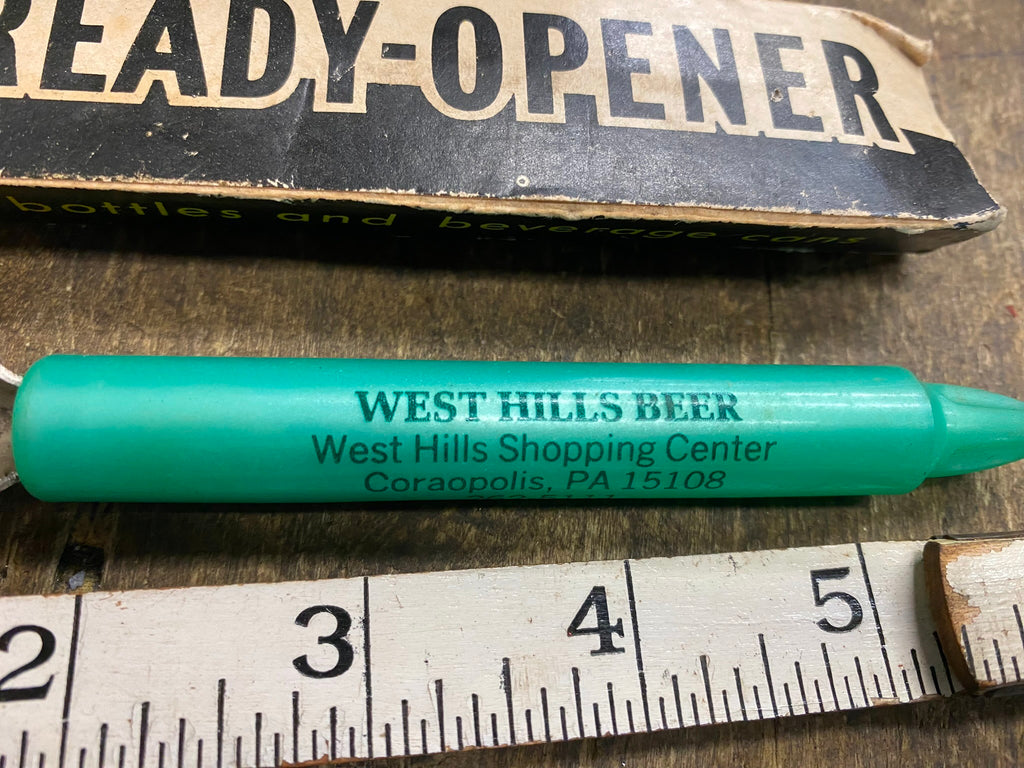 READY-OPENER
bottles and beverage cans
WEST HILLS BEER
West Hills Shopping Center
Coraopolis, PA 15108
2 3 4 5